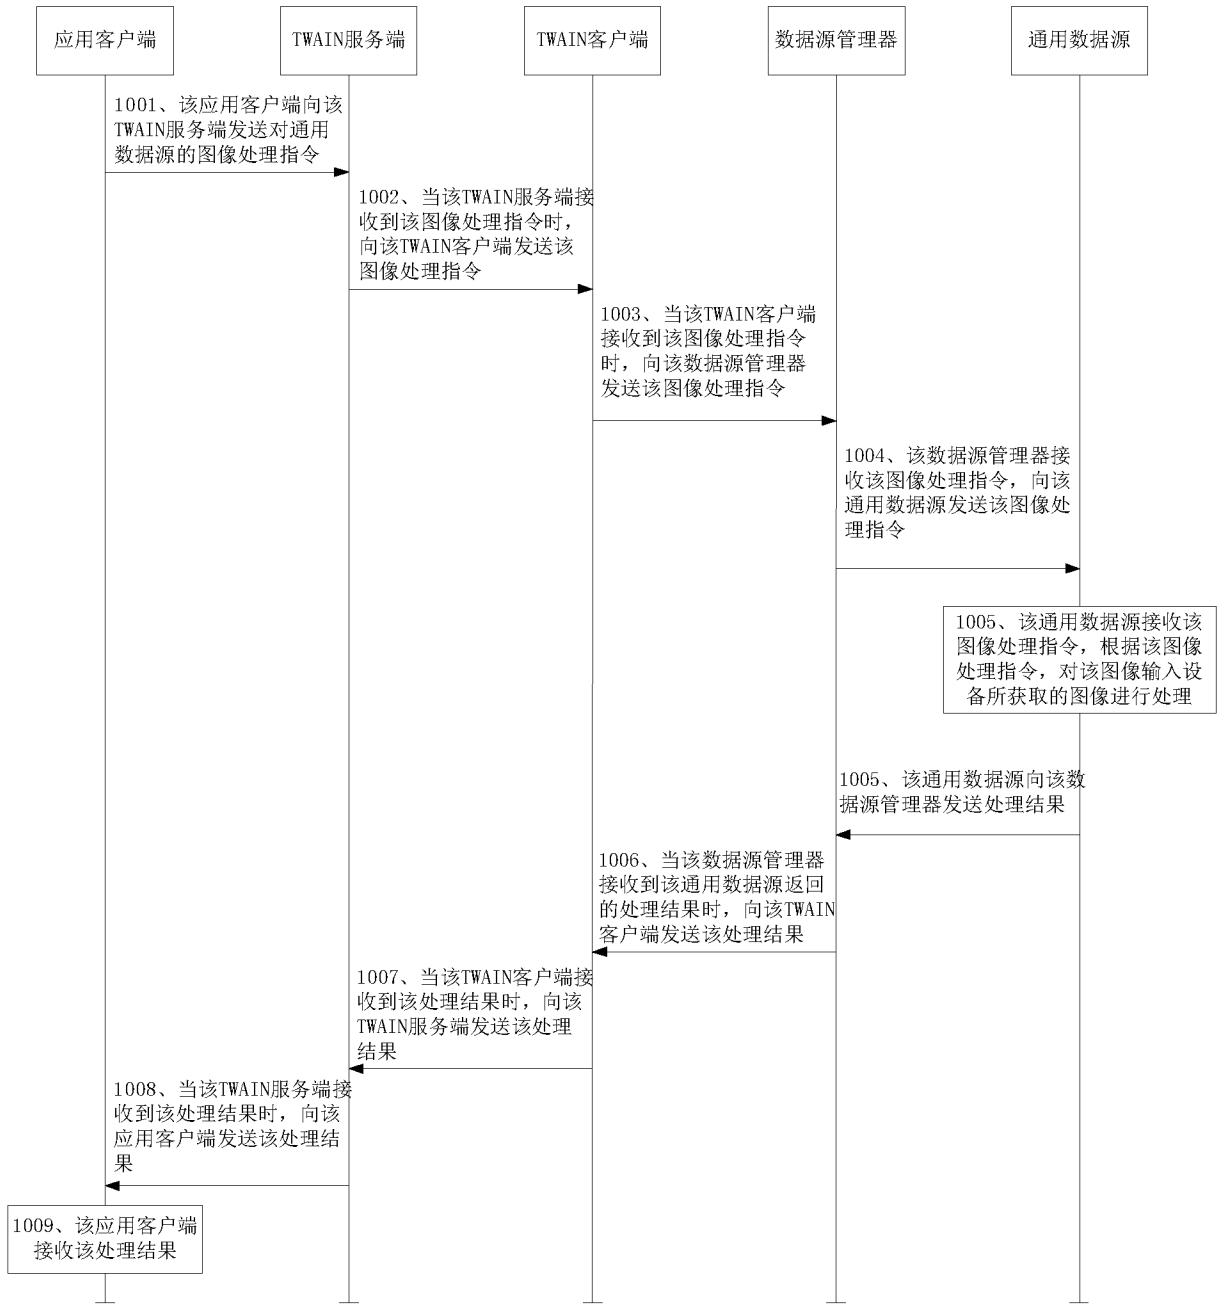 应用客户端
TWAIN服务端
TWAIN客户端
数据源管理器
通用数据源
1001、该应用客户端向该
TWAIN服务端发送对通用
数据源的图像处理指令
1002、当该TWAIN服务端接
收到该图像处理指令时，
向该TWAIN客户端发送该
图像处理指令
1003、当该TWAIN客户端
接收到该图像处理指令
时，向该数据源管理器
发送该图像处理指令
1004、该数据源管理器接
收该图像处理指令，向该
通用数据源发送该图像处
理指令
1005、该通用数据源接收该
图像处理指令，根据该图像
处理指令，对该图像输入设
备所获取的图像进行处理
1005、该通用数据源向该数
据源管理器发送处理结果
1006、当该数据源管理器
接收到该通用数据源返回
的处理结果时，向该TWAIN
客户端发送该处理结果
1007、当该TWAIN客户端接
收到该处理结果时，向该
TWAIN服务端发送该处理
结果
1008、当该TWAIN服务端接
收到该处理结果时，向该
应用客户端发送该处理结
果
1009、该应用客户端
接收该处理结果